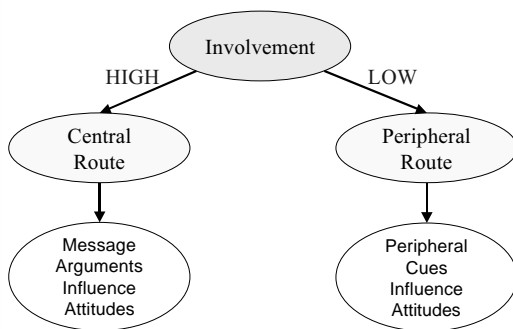 Involvement
HIGH
LOW
Central
Route
Peripheral
Route
Message
Arguments
Influence
Attitudes
Peripheral
Cues
Influence
Attitudes